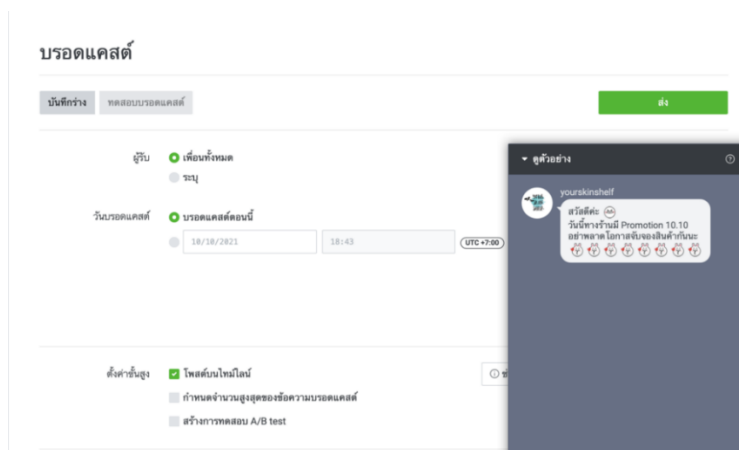 บรอดแคสต์
บันทึกร่าง
ทดสอบบรอดแคสต์
ส่ง
ผู้รับ
เพื่อนทั้งหมด
ระบุ
วันบรอดแคสต์
บรอดแคสต์ตอนนี้
10/10/2021
18:43
UTC +7:00
ตั้งค่าขั้นสูง
โพสต์บนไทม์ไลน์
กำหนดจำนวนสูงสุดของข้อความบรอดแคสต์
สร้างการทดสอบ A/B test
ดูตัวอย่าง
yourskinshelf
สวัสดีค่ะ
วันนี้ทางร้านมี Promotion 10.10
อย่าพลาดโอกาสจับจองสินค้ากันนะ